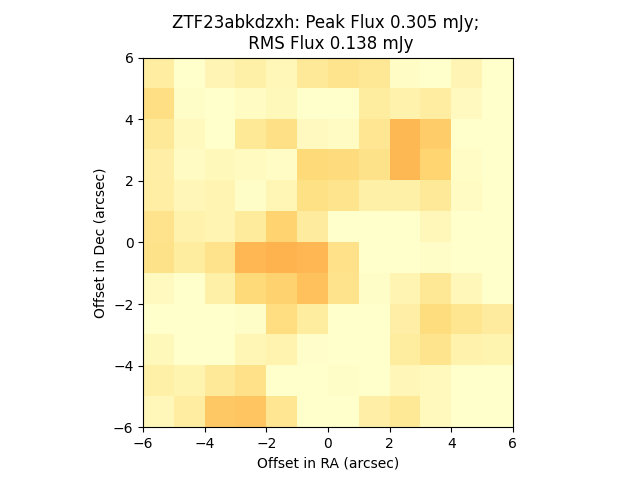 ZTF23abkdzxh: Peak Flux 0.305 mJy;
RMS Flux 0.138 mJy
6
4
2
0
−2
−4
−6
Offset in Dec (arcsec)
−6 −4 −2 0 2 4 6
Offset in RA (arcsec)